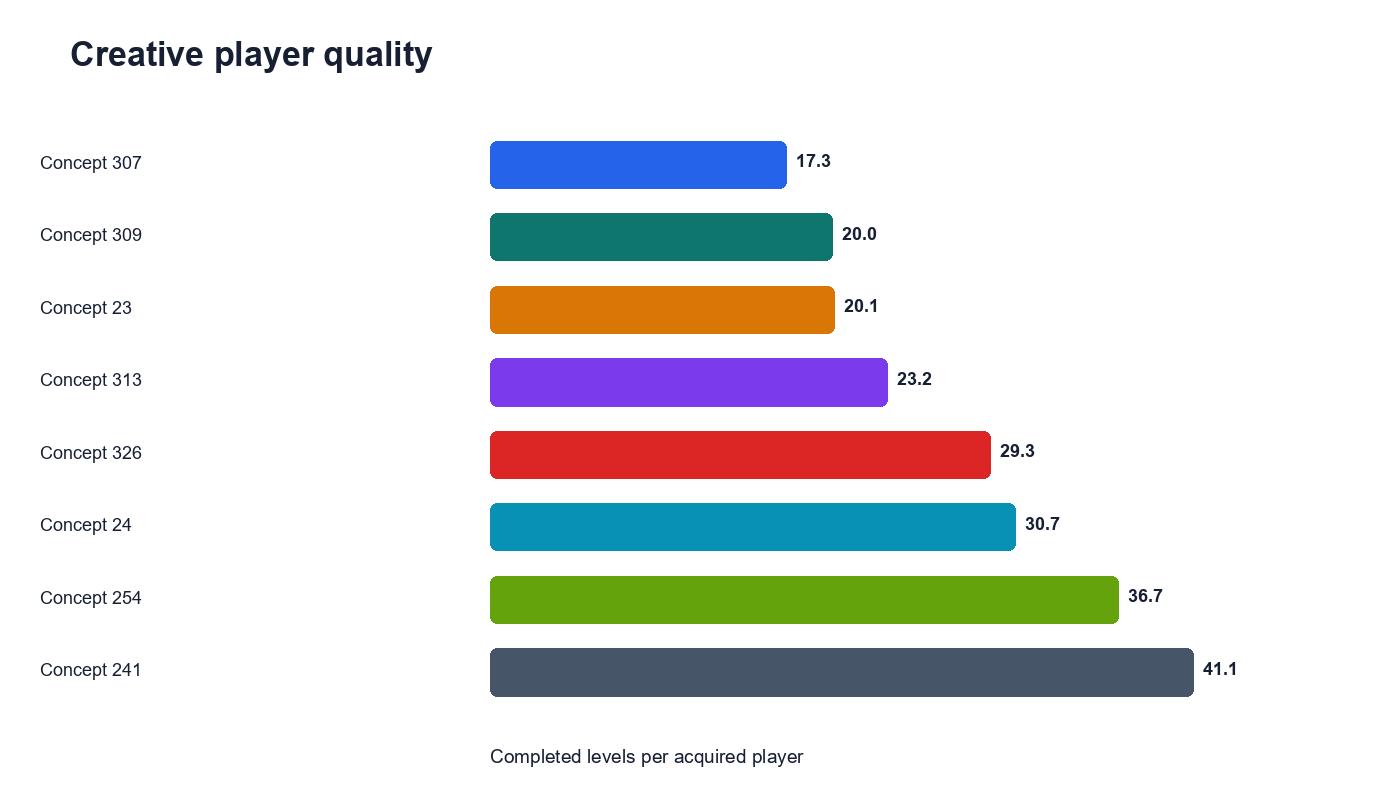 Creative player quality
Concept 307 17.3
Concept 309 20.0
Concept 23 20.1
Concept 313 23.2
Concept 326 29.3
Concept 24 30.7
Concept 254 36.7
Concept 241 41.1
Completed levels per acquired player